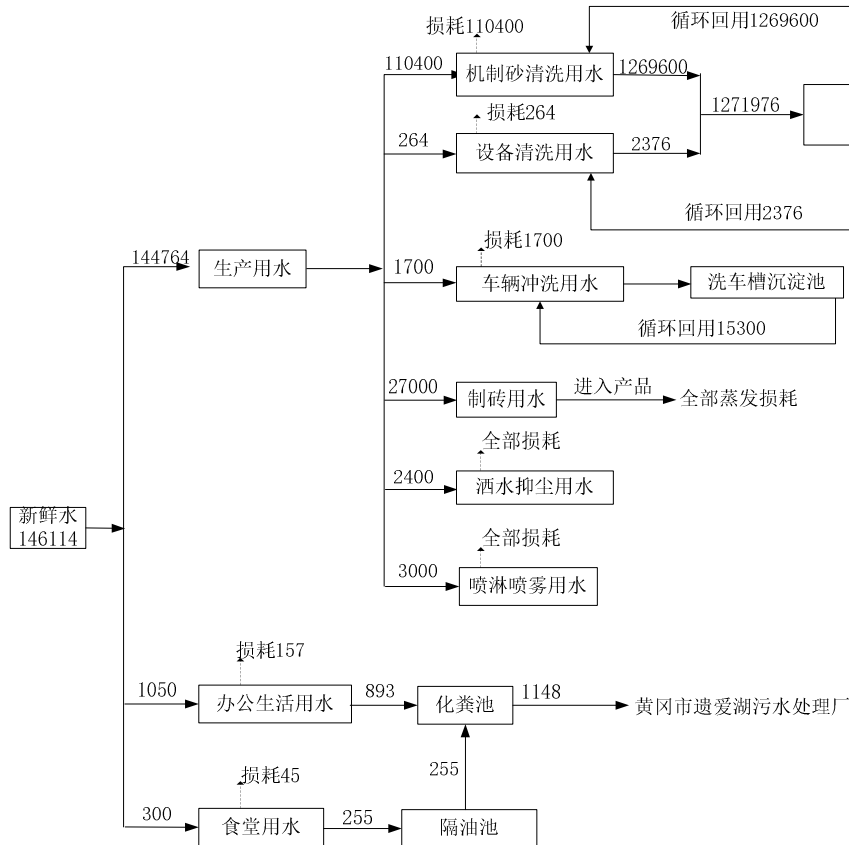 损耗110400
循环回用1269600
110400
机制砂清洗用水
1269600
1271976
损耗264
264
设备清洗用水
2376
循环回用2376
损耗1700
144764
生产用水
1700
车辆冲洗用水
洗车槽沉淀池
循环回用15300
27000
制砖用水
进入产品
全部蒸发损耗
全部损耗
2400
洒水抑尘用水
新鲜水
146114
全部损耗
3000
喷淋喷雾用水
损耗157
1050
办公生活用水
893
化粪池
1148
黄冈市遗爱湖污水处理厂
255
损耗45
300
食堂用水
255
隔油池